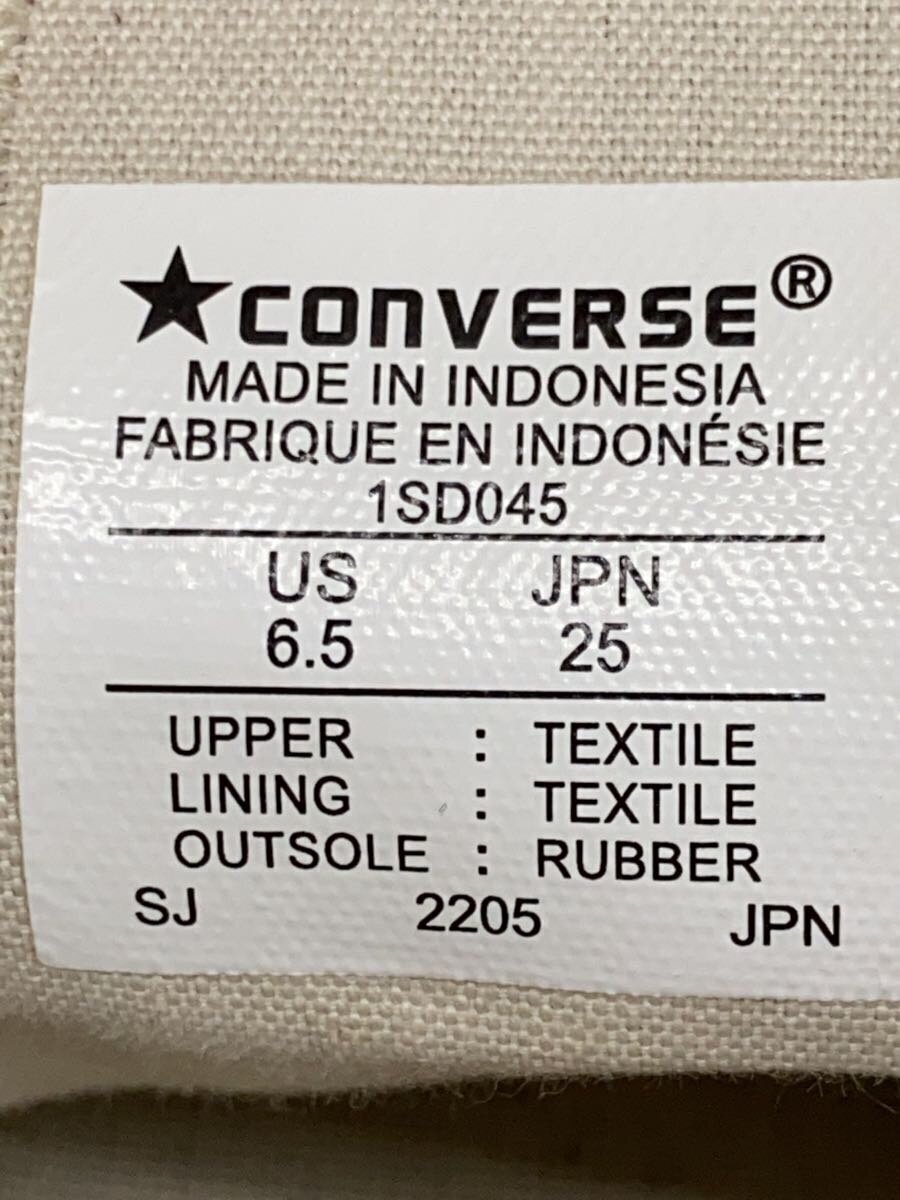 ★CONVERSE®
MADE IN INDONESIA
FABRIQUE EN INDONÉSIE
1SD045
US JPN
6.5 25
UPPER : TEXTILE
LINING : TEXTILE
OUTSOLE : RUBBER
SJ 2205 JPN